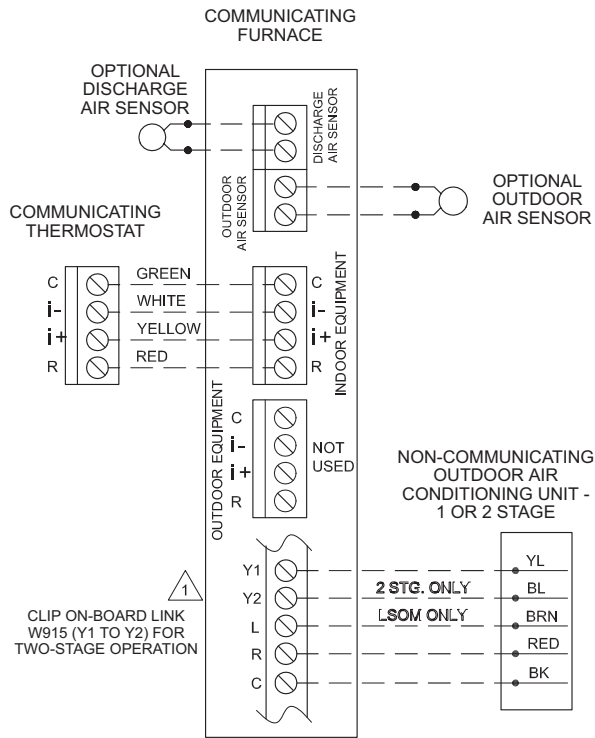 COMMUNICATING
FURNACE
OPTIONAL
DISCHARGE
AIR SENSOR
DISCHARGE
AIR SENSOR
OUTDOOR
AIR SENSOR
OPTIONAL
OUTDOOR
AIR SENSOR
COMMUNICATING
THERMOSTAT
C
i-
i+
R
GREEN
WHITE
YELLOW
RED
C
i-
i+
R
INDOOR EQUIPMENT
OUTDOOR EQUIPMENT
C
i-
i+
R
NOT
USED
NON-COMMUNICATING
OUTDOOR AIR
CONDITIONING UNIT -
1 OR 2 STAGE
1
CLIP ON-BOARD LINK
W915 (Y1 TO Y2) FOR
TWO-STAGE OPERATION
Y1
Y2
L
R
C
2 STG. ONLY
LSOM ONLY
YL
BL
BRN
RED
BK